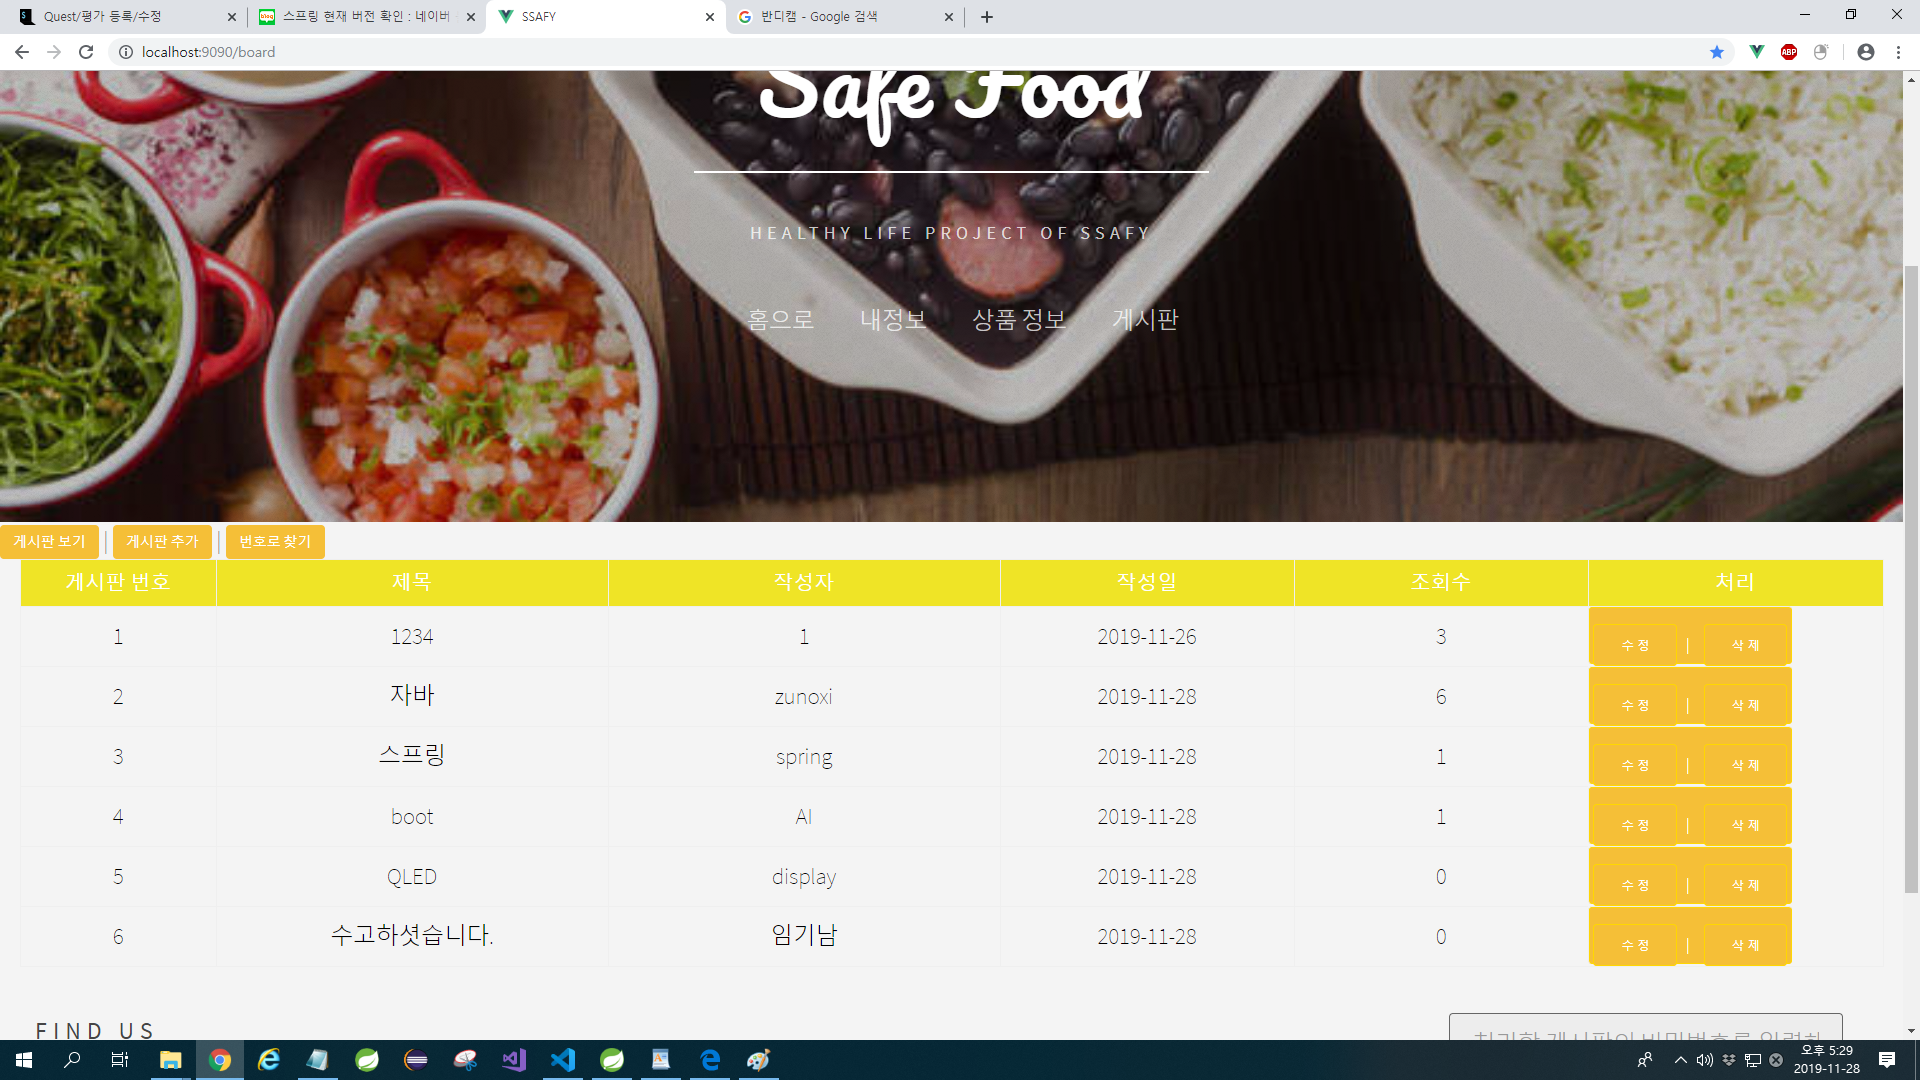 Quest/평가 등록/수정
스프링 현재 버전 확인 : 네이버
SSAFY
반디캠 - Google 검색
localhost:9090/board
ABP
Safe Food
HEALTHY LIFE PROJECT OF SSAFY
홈으로 내정보 상품 정보 게시판
게시판 보기 | 게시판 추가 | 번호로 찾기
게시판 번호 제목 작성자 작성일 조회수 처리
1 1234 1 2019-11-26 3 수정 | 삭제
2 자바 zunoxi 2019-11-28 6 수정 | 삭제
3 스프링 spring 2019-11-28 1 수정 | 삭제
4 boot AI 2019-11-28 1 수정 | 삭제
5 QLED display 2019-11-28 0 수정 | 삭제
6 수고하셧습니다. 임기남 2019-11-28 0 수정 | 삭제
FIND US
오후 5:29
2019-11-28